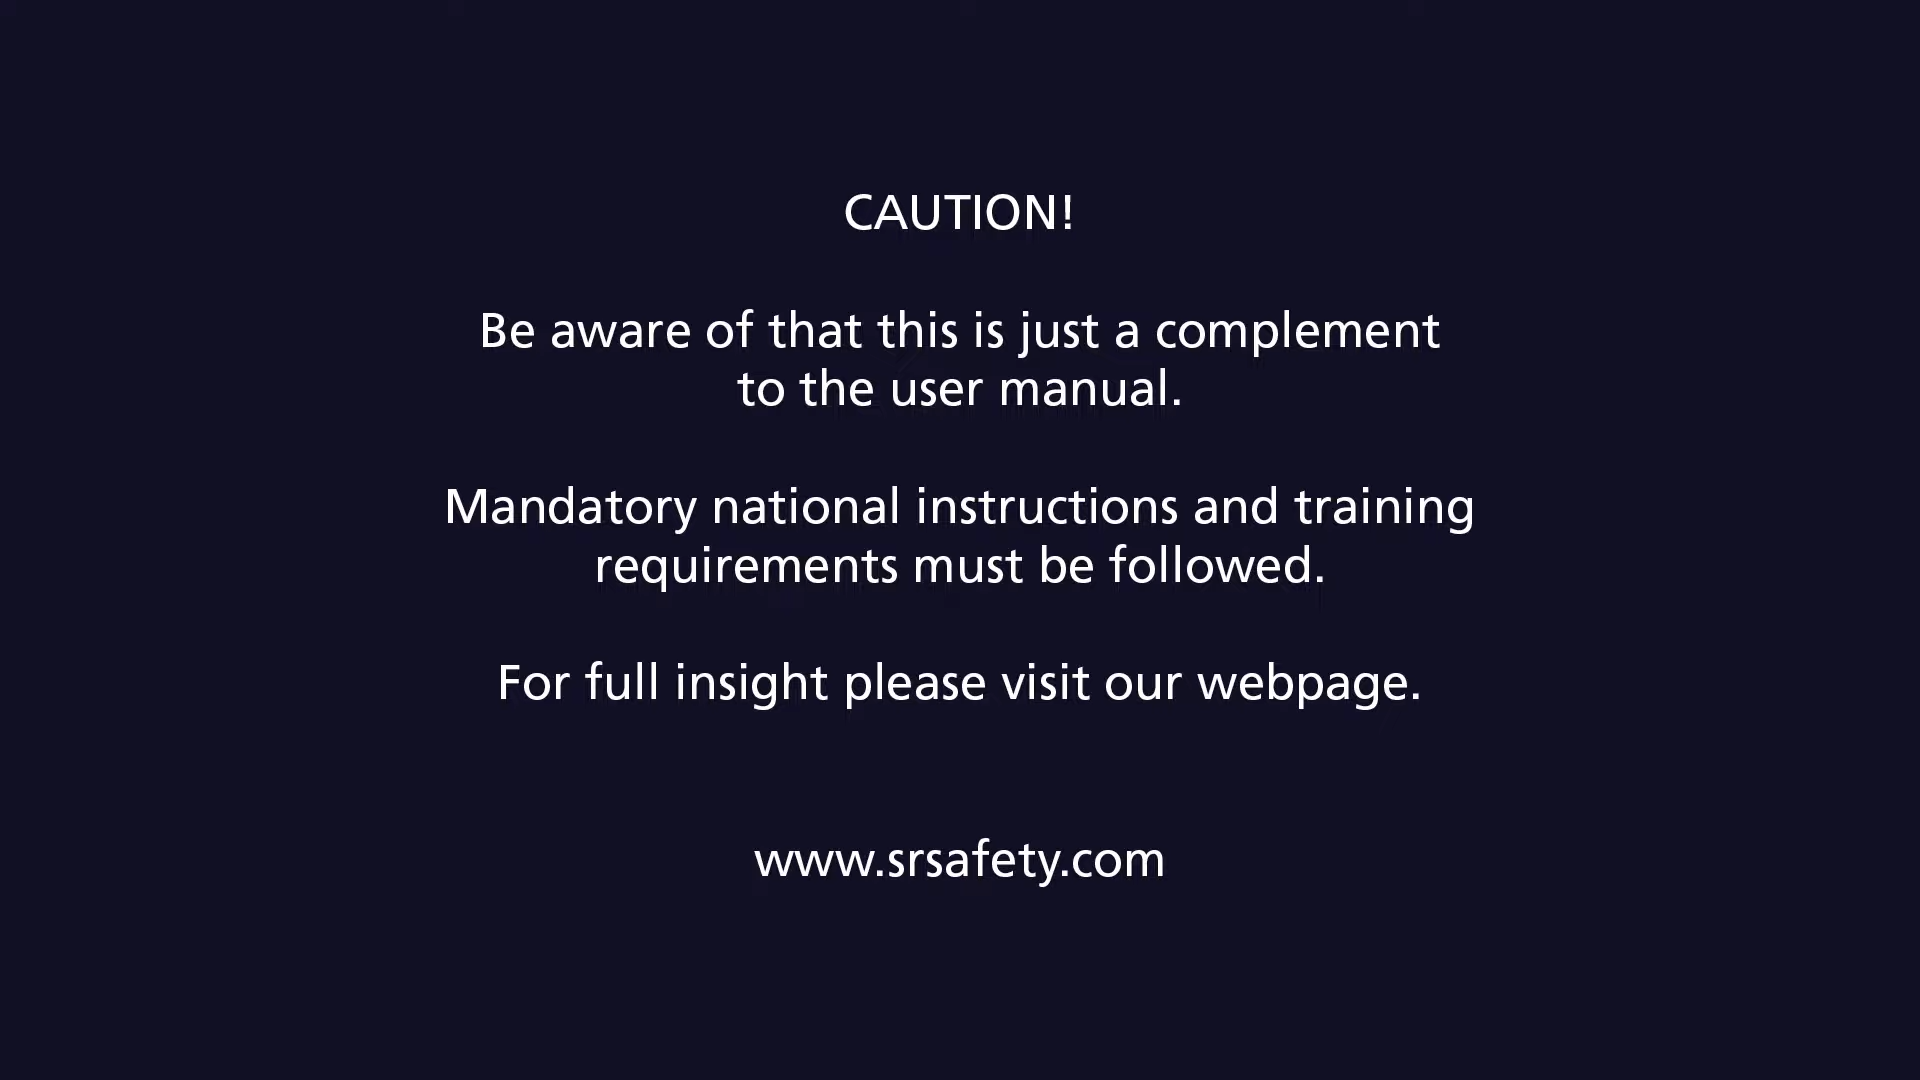 CAUTION!
Be aware of that this is just a complement
to the user manual.
Mandatory national instructions and training
requirements must be followed.
For full insight please visit our webpage.
www.srsafety.com